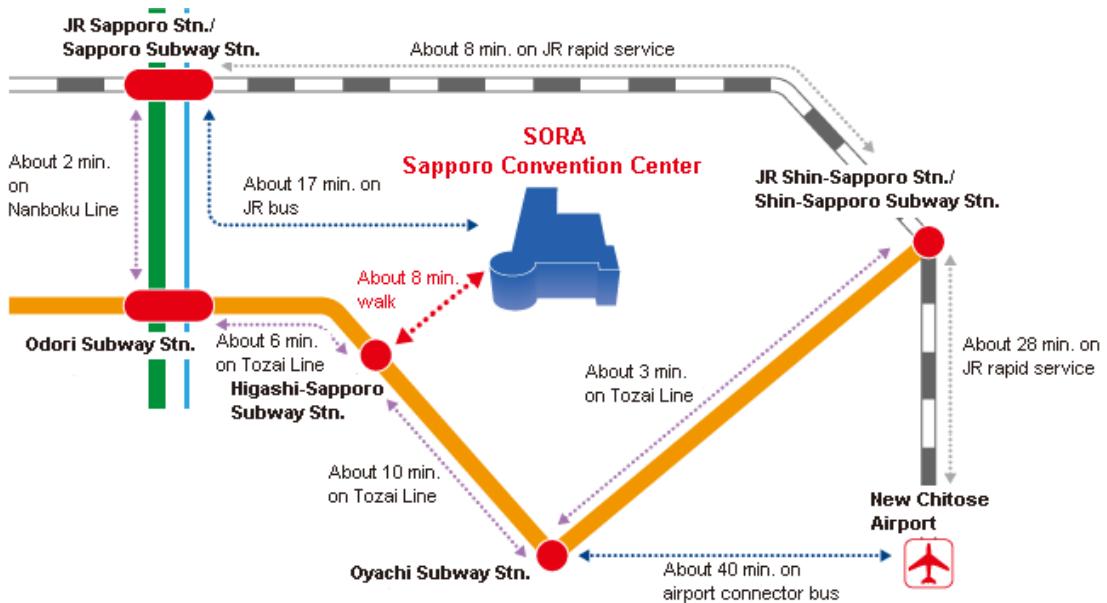 JR Sapporo Stn./
Sapporo Subway Stn.
About 8 min. on JR rapid service
SORA
Sapporo Convention Center
About 2 min.
on
Nanboku Line
About 17 min. on
JR bus
JR Shin-Sapporo Stn./
Shin-Sapporo Subway Stn.
About 8 min.
walk
Odori Subway Stn.
About 6 min.
on Tozai Line
Higashi-Sapporo
Subway Stn.
About 3 min.
on Tozai Line
About 28 min. on
JR rapid service
About 10 min.
on Tozai Line
New Chitose
Airport
Oyachi Subway Stn.
About 40 min. on
airport connector bus